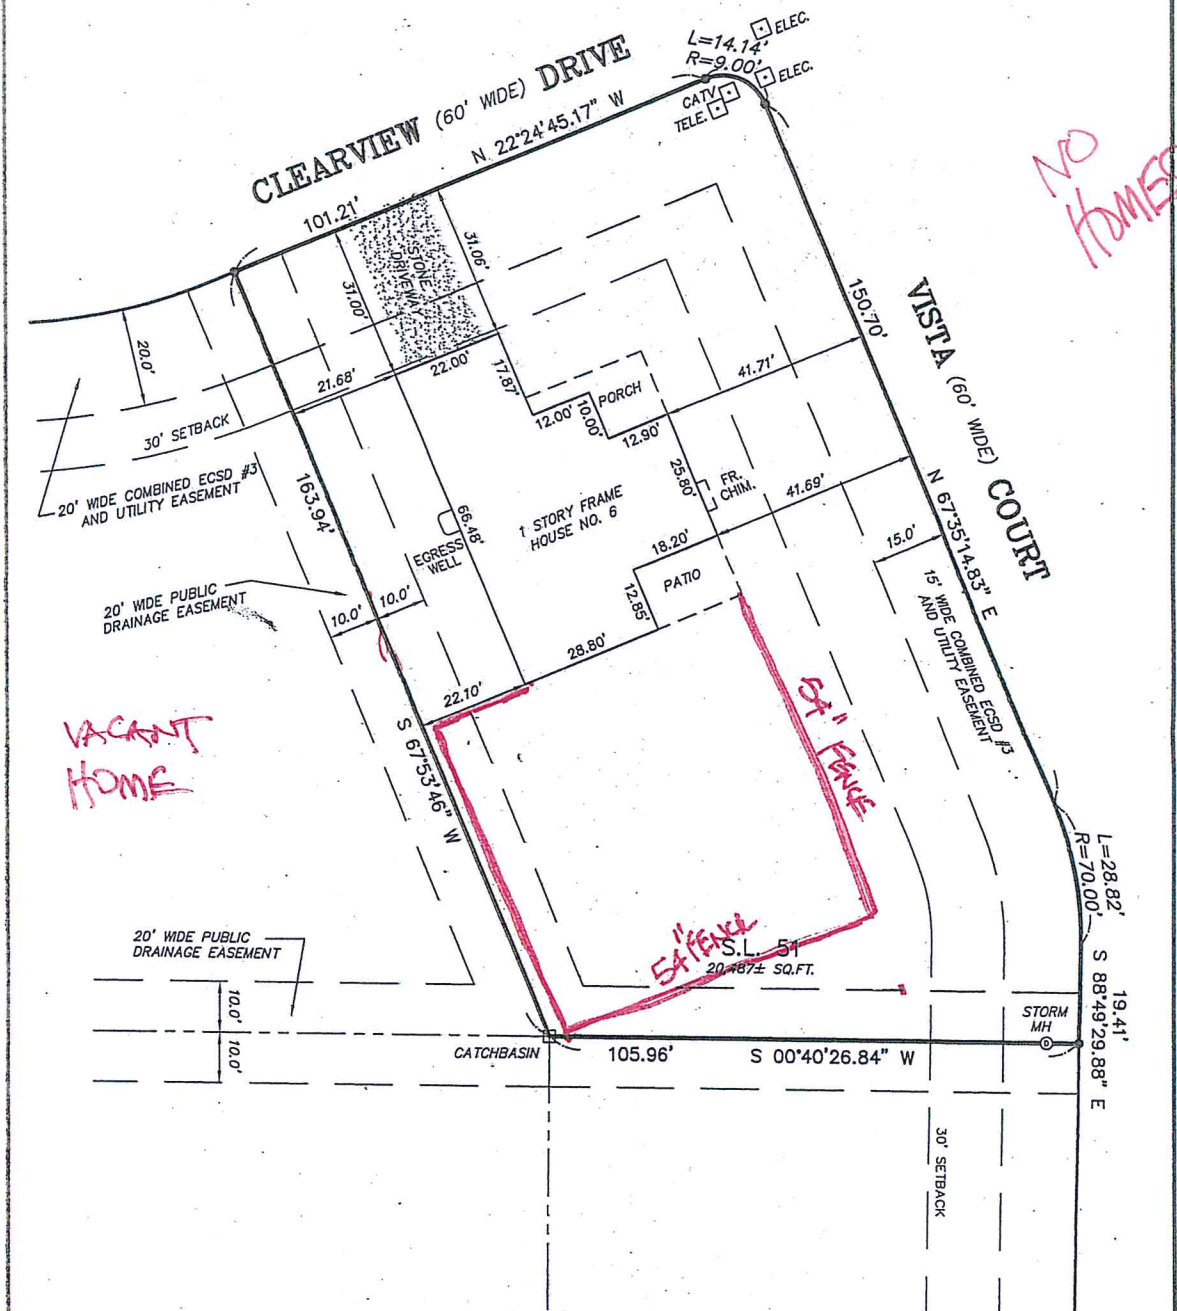 L=14.14'
R=9.00'
ELEC.
ELEC.
CATV
TELE.
CLEARVIEW (60' WIDE) DRIVE
N 22°24'45.17" W
101.21'
NO
HOMES
STONE
DRIVEWAY
31.06'
31.00'
20.0'
150.70'
VISTA (60' WIDE) COURT
21.68'
22.00'
17.87'
41.71'
PORCH
12.00'
10.00'
12.90'
30' SETBACK
20' WIDE COMBINED ECSD #3
AND UTILITY EASEMENT
163.94'
25.80'
FR.
CHIM.
41.69'
N 67°35'14.83" E
1 STORY FRAME
HOUSE NO. 6
66.48'
EGRESS
WELL
18.20'
PATIO
12.85'
15.0'
15' WIDE COMBINED ECSD #3
AND UTILITY EASEMENT
20' WIDE PUBLIC
DRAINAGE EASEMENT
10.0'
10.0'
28.80'
22.10'
54" FENCE
VACANT
HOME
S 67°53'46" W
L=28.82'
R=70.00'
54" FENCE
S.L. 51
20,487± SQ.FT.
20' WIDE PUBLIC
DRAINAGE EASEMENT
10.0'
10.0'
STORM
MH
19.41'
S 88°49'29.88" E
CATCHBASIN
105.96'
S 00°40'26.84" W
30' SETBACK